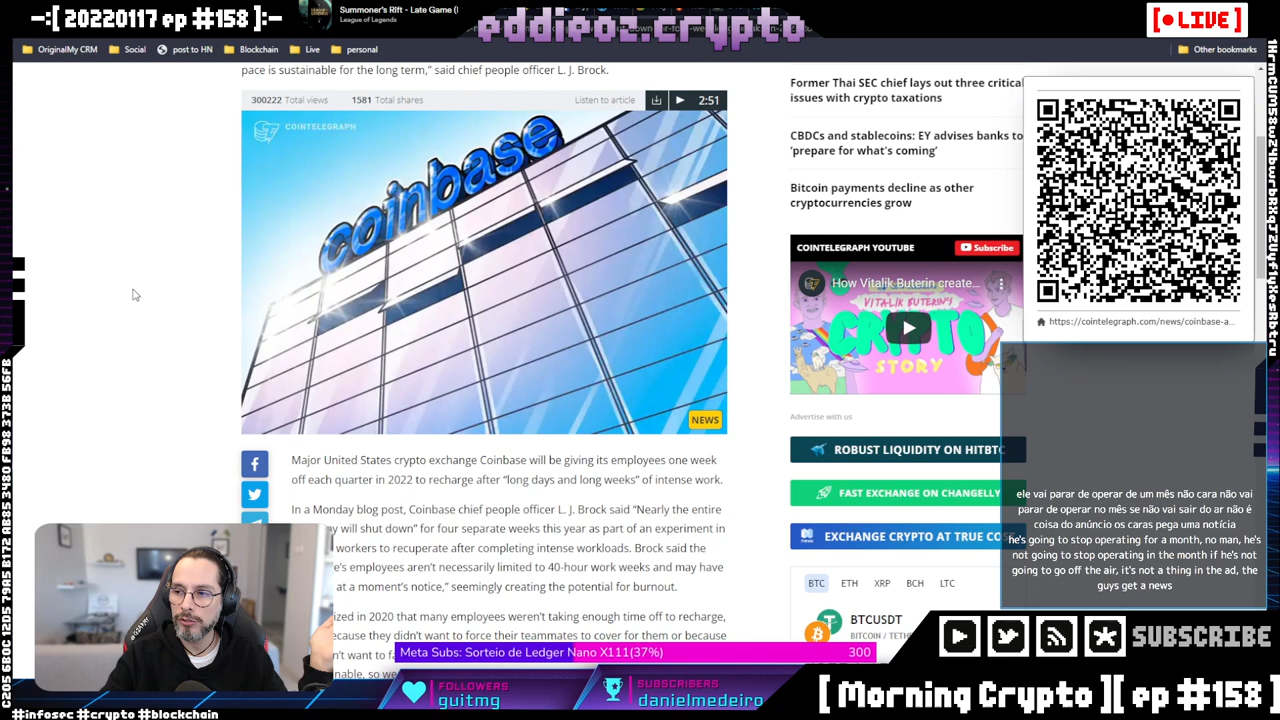 -:[ 20220117 ep #158 ]:-
Summoner's Rift - Late Game (
League of Legends
eddieoz.crypto
[ • LIVE ]
OriginalMy CRM
Social
post to HN
Blockchain
Live
personal
Other bookmarks
pace is sustainable for the long term,” said chief people officer L. J. Brock.
300222 Total views
1581 Total shares
Listen to article
2:51
COINTELEGRAPH
coinbase
NEWS
Major United States crypto exchange Coinbase will be giving its employees one week
off each quarter in 2022 to recharge after “long days and long weeks” of intense work.
In a Monday blog post, Coinbase chief people officer L. J. Brock said “Nearly the entire
ay will shut down” for four separate weeks this year as part of an experiment in
workers to recuperate after completing intense workloads. Brock said the
e's employees aren't necessarily limited to 40-hour work weeks and may have
at a moment's notice,” seemingly creating the potential for burnout.
ized in 2020 that many employees weren't taking enough time off to recharge,
ecause they didn't want to force their teammates to cover for them or because
Former Thai SEC chief lays out three critical
issues with crypto taxations
CBDCs and stablecoins: EY advises banks to
‘prepare for what's coming’
Bitcoin payments decline as other
cryptocurrencies grow
COINTELEGRAPH YOUTUBE
Subscribe
How Vitalik Buterin create...
VITALIK BUTERIN'S
CRYPTO
STORY
Advertise with us
ROBUST LIQUIDITY ON HITBTC
FAST EXCHANGE ON CHANGELLY
EXCHANGE CRYPTO AT TRUE CO
BTC
ETH
XRP
BCH
LTC
BTCUSDT
BITCOIN / TETHE
https://cointelegraph.com/news/coinbase-a...
ele vai parar de operar de um mês não cara não vai
parar de operar no mês se não vai sair do ar não é
coisa do anúncio os caras pega uma notícia
he's going to stop operating for a month, no man, he's
not going to stop operating in the month if he's not
going to go off the air, it's not a thing in the ad, the
guys get a news
Meta Subs: Sorteio de Ledger Nano X111(37%)
300
FOLLOWERS
guitmg
SUBSCRIBERS
danielmedeiro
SUBSCRIBE
[ Morning Crypto ][ ep #158 ]
#infosec #crypto #blockchain